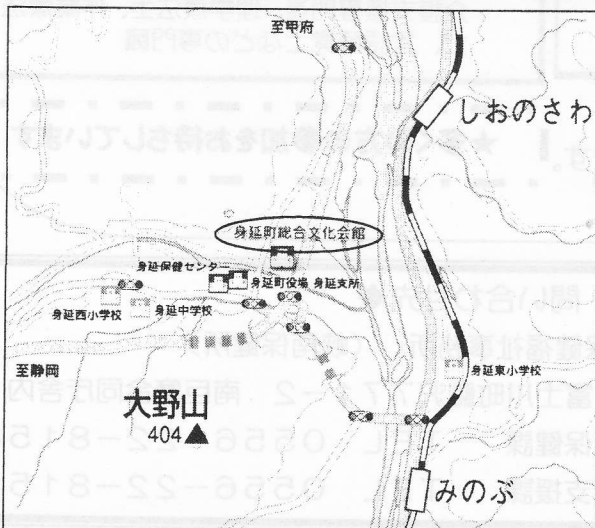 至甲府
しおのさわ
身延町総合文化会館
身延保健センター
身延町役場 身延支所
身延西小学校
身延中学校
至静岡
身延東小学校
大野山
404
みのぶ